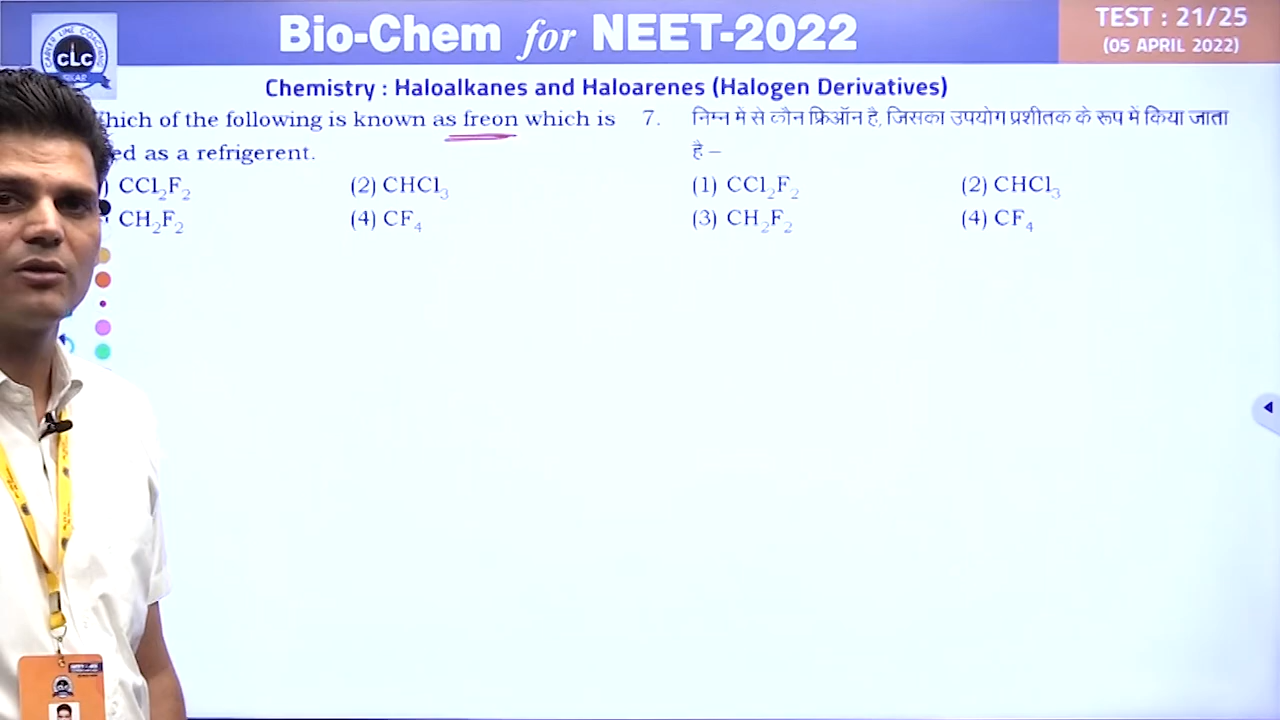 Bio-Chem for NEET-2022
TEST : 21/25
(05 APRIL 2022)
CLC
Chemistry : Haloalkanes and Haloarenes (Halogen Derivatives)
of the following is known as freon which is
as a refrigerent.
CCl₂F₂ (2) CHCl₃
CH₂F₂ (4) CF₄
7. निम्न में से कौन फ्रिऑन है, जिसका उपयोग प्रशीतक के रूप में किया जाता
है –
(1) CCl₂F₂ (2) CHCl₃
(3) CH₂F₂ (4) CF₄